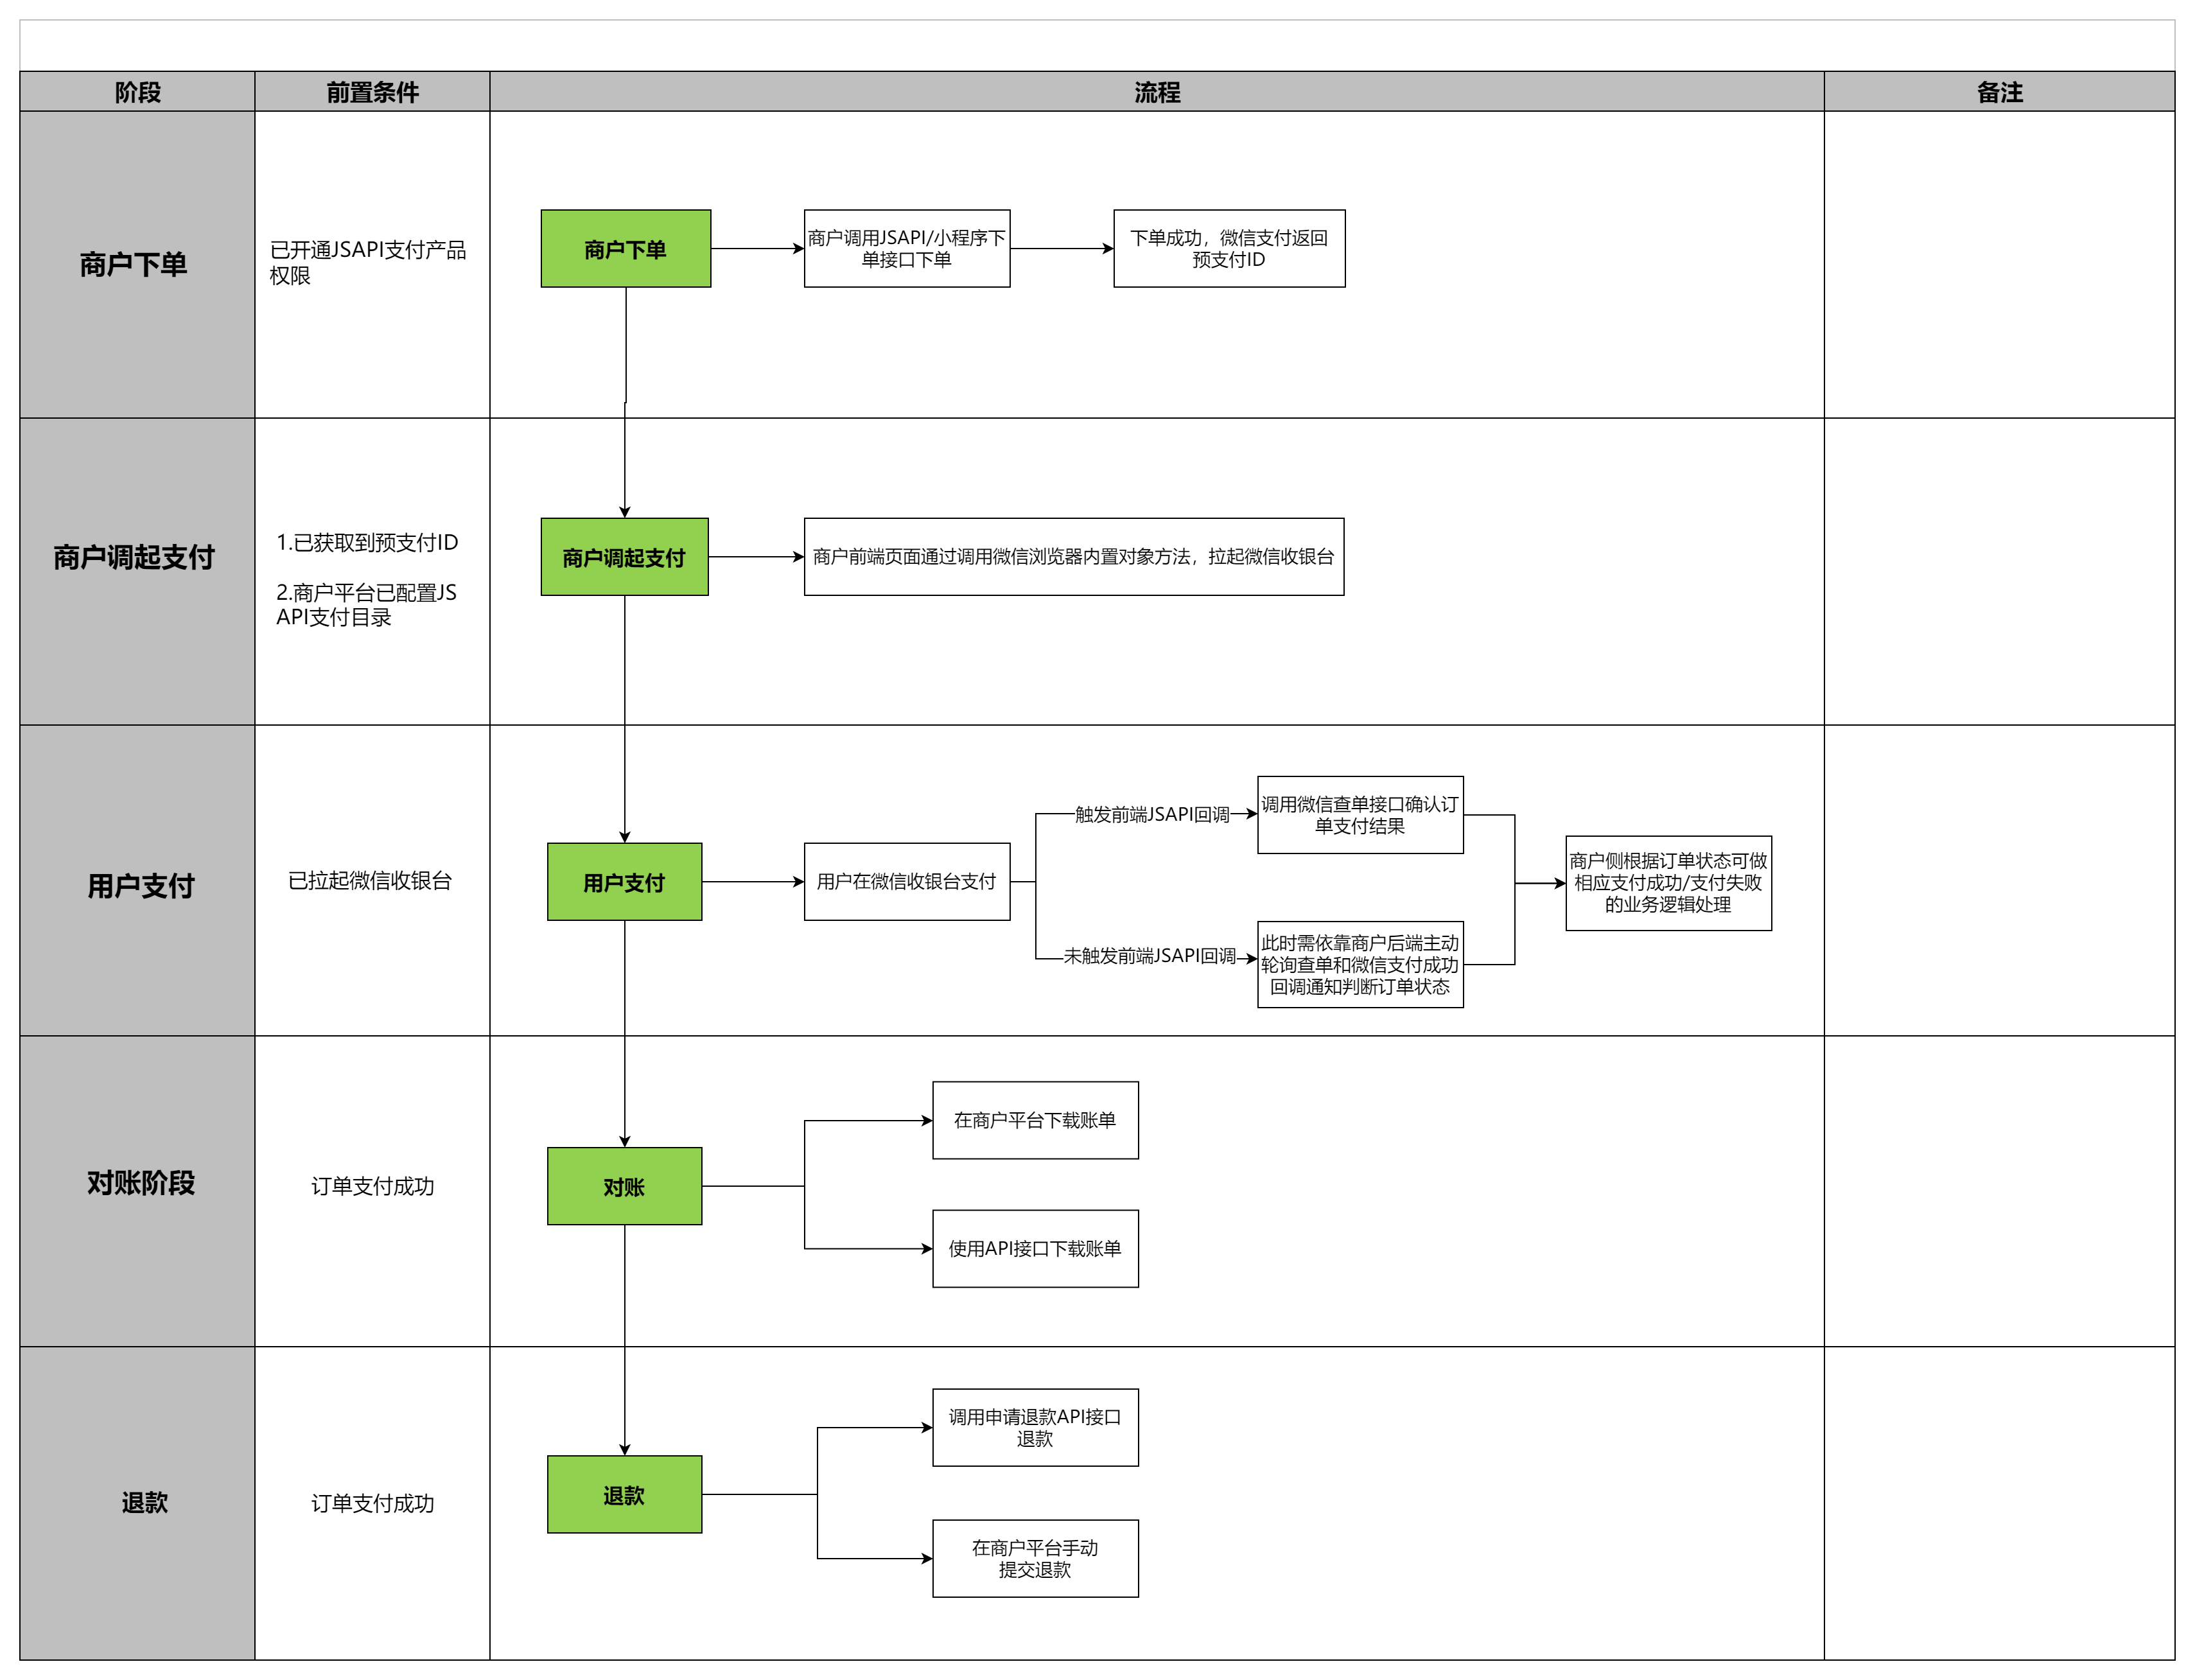 阶段
前置条件
流程
备注
商户下单
已开通JSAPI支付产品
权限
商户下单
商户调用JSAPI/小程序下
单接口下单
下单成功，微信支付返回
预支付ID
商户调起支付
1.已获取到预支付ID
2.商户平台已配置JS
API支付目录
商户调起支付
商户前端页面通过调用微信浏览器内置对象方法，拉起微信收银台
用户支付
已拉起微信收银台
用户支付
用户在微信收银台支付
触发前端JSAPI回调
调用微信查单接口确认订
单支付结果
未触发前端JSAPI回调
此时需依靠商户后端主动
轮询查单和微信支付成功
回调通知判断订单状态
商户侧根据订单状态可做
相应支付成功/支付失败
的业务逻辑处理
对账阶段
订单支付成功
对账
在商户平台下载账单
使用API接口下载账单
退款
订单支付成功
退款
调用申请退款API接口
退款
在商户平台手动
提交退款